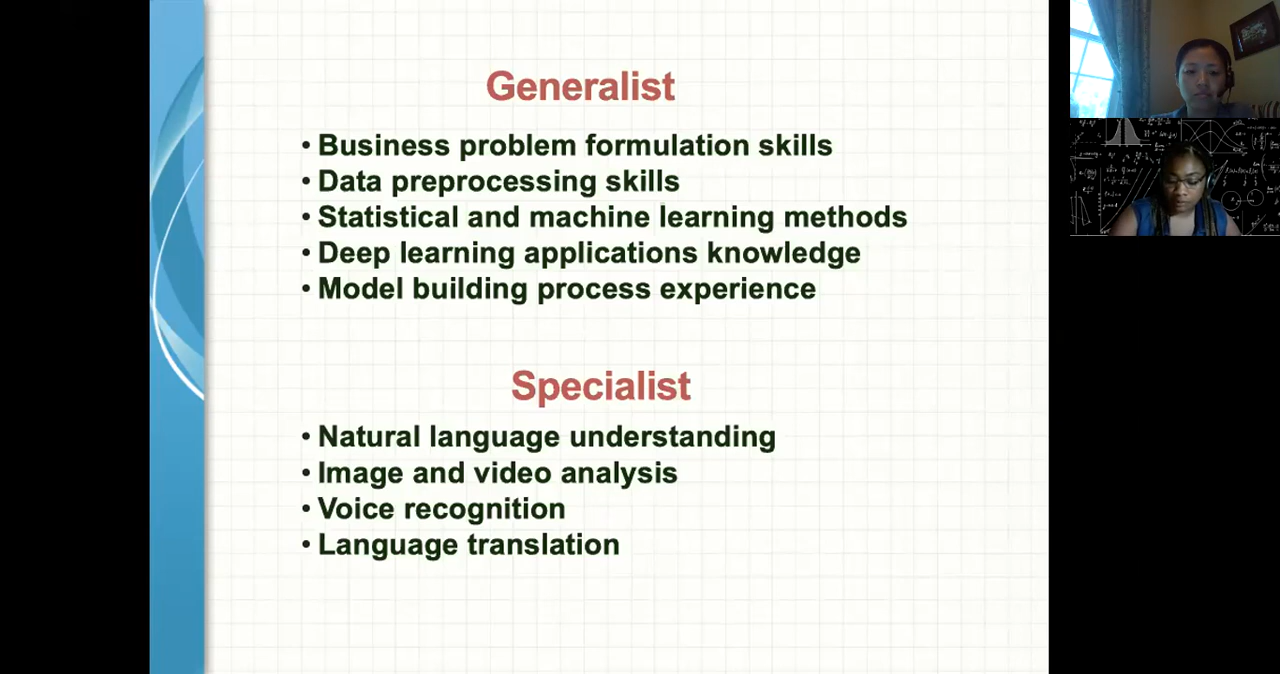 Generalist
• Business problem formulation skills
• Data preprocessing skills
• Statistical and machine learning methods
• Deep learning applications knowledge
• Model building process experience
Specialist
• Natural language understanding
• Image and video analysis
• Voice recognition
• Language translation